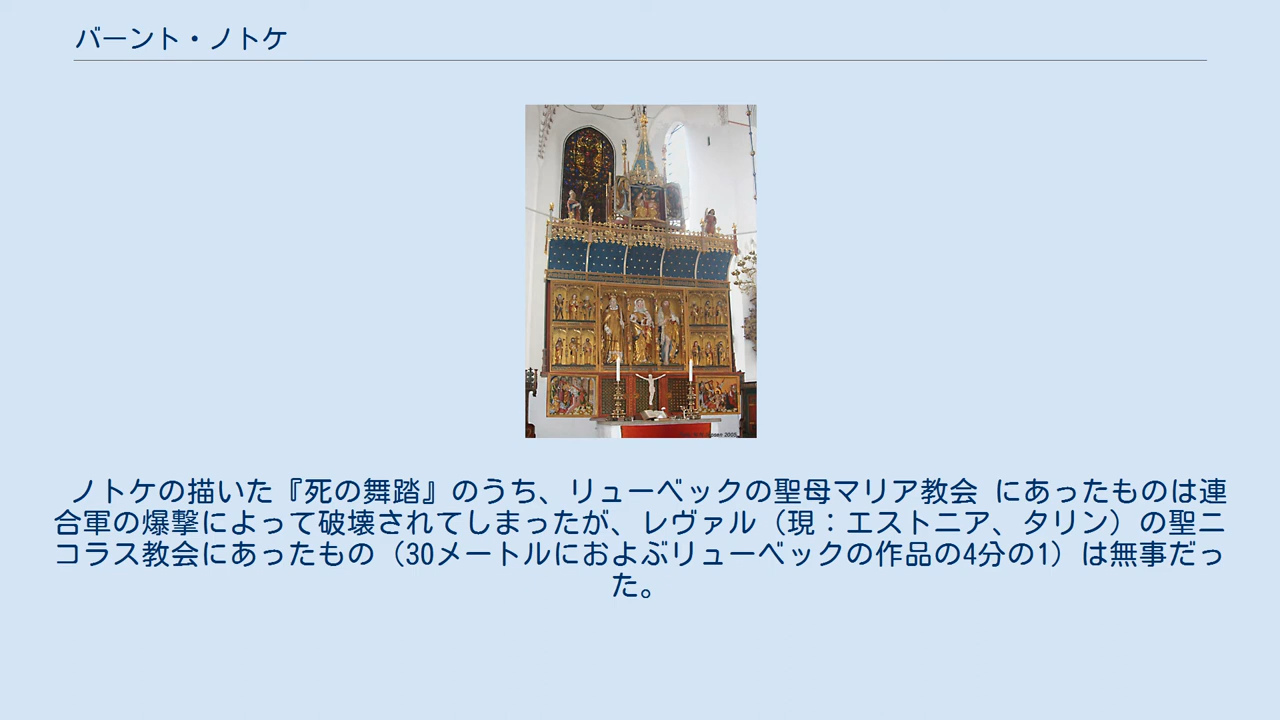 バーント・ノトケ
ノトケの描いた『死の舞踏』のうち、リューベックの聖母マリア教会 にあったものは連
合軍の爆撃によって破壊されてしまったが、レヴァル（現：エストニア、タリン）の聖ニ
コラス教会にあったもの（30メートルにおよぶリューベックの作品の4分の1）は無事だっ
た。